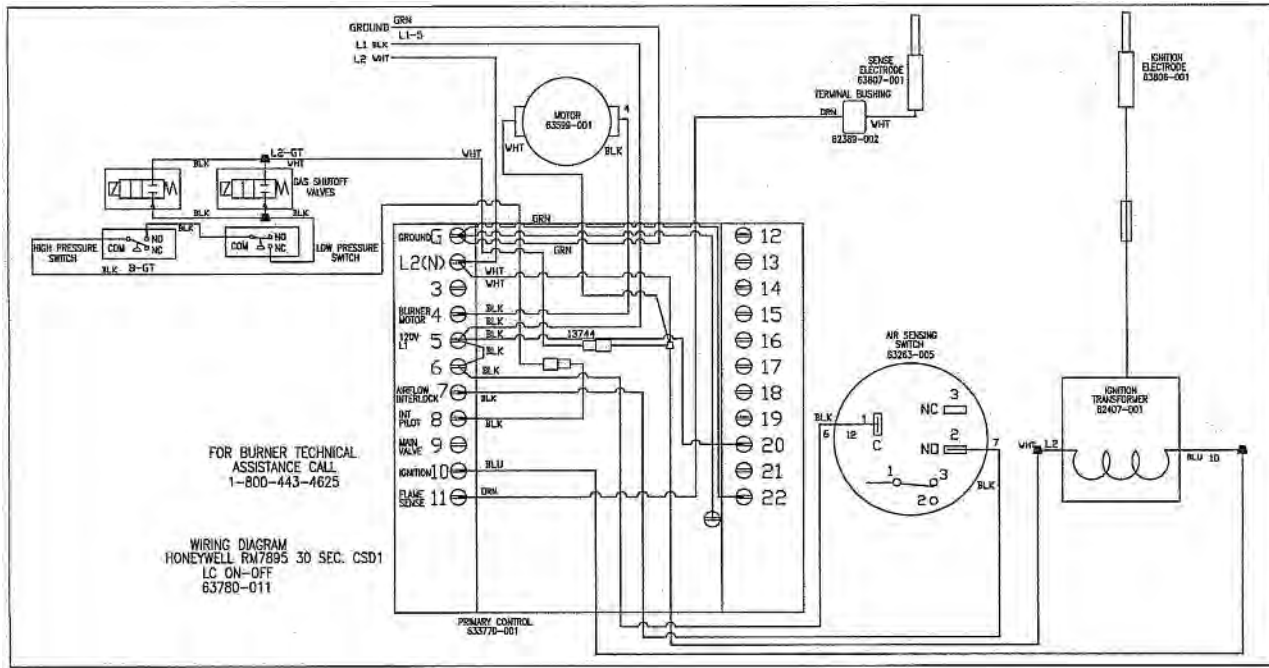 GRN
GROUND
L1-5
L1 BLK
L2 WHT
SENSE
ELECTRODE
63807-001
IGNITION
ELECTRODE
63806-001
TERMINAL BUSHING
ORN
WHT
62389-002
MOTOR
63599-001
4
WHT
BLK
L2-GT
WHT
WHT
BLK
GAS SHUTOFF
VALVES
BLK
BLK
BLK
HIGH PRESSURE
SWITCH
COM
NO
NC
COM
NO
NC
LOW PRESSURE
SWITCH
BLK 8-GT
GROUND G
GRN
GRN
12
L2(N)
13
WHT
WHT
3
14
BURNER
MOTOR
4
BLK
15
BLK
120V
L1
5
BLK
13744
16
BLK
6
BLK
17
AIRFLOW
INTERLOCK
7
BLK
18
INT
PILOT
8
BLK
19
MAIN
VALVE
9
20
IGNITION 10
BLU
21
FLAME
SENSE
11
ORN
22
AIR SENSING
SWITCH
63263-005
3
NC
BLK
6
12
1
C
2
NO
7
BLK
1
3
2
IGNITION
TRANSFORMER
62407-001
WHT L2
BLU 10
FOR BURNER TECHNICAL
ASSISTANCE CALL
1-800-443-4625
WIRING DIAGRAM
HONEYWELL RM7895 30 SEC. CSD1
LC ON-OFF
63780-011
PRIMARY CONTROL
633770-001